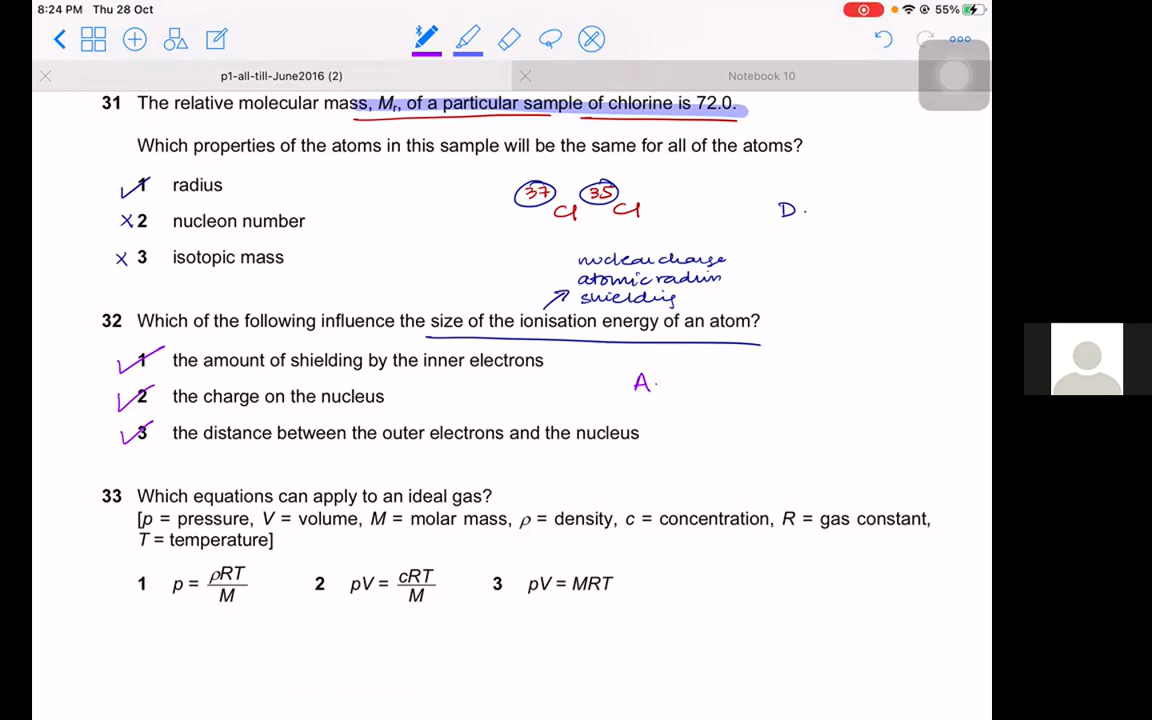 8:24 PM Thu 28 Oct
55%
p1-all-till-June2016 (2)
Notebook 10
31 The relative molecular mass, Mr, of a particular sample of chlorine is 72.0.
Which properties of the atoms in this sample will be the same for all of the atoms?
1 radius
37Cl 35Cl
D.
2 nucleon number
3 isotopic mass
nuclear charge
atomic radius
shielding
32 Which of the following influence the size of the ionisation energy of an atom?
1 the amount of shielding by the inner electrons
A.
2 the charge on the nucleus
3 the distance between the outer electrons and the nucleus
33 Which equations can apply to an ideal gas?
[p = pressure, V = volume, M = molar mass, ρ = density, c = concentration, R = gas constant,
T = temperature]
1 p = ρRT/M 2 pV = cRT/M 3 pV = MRT